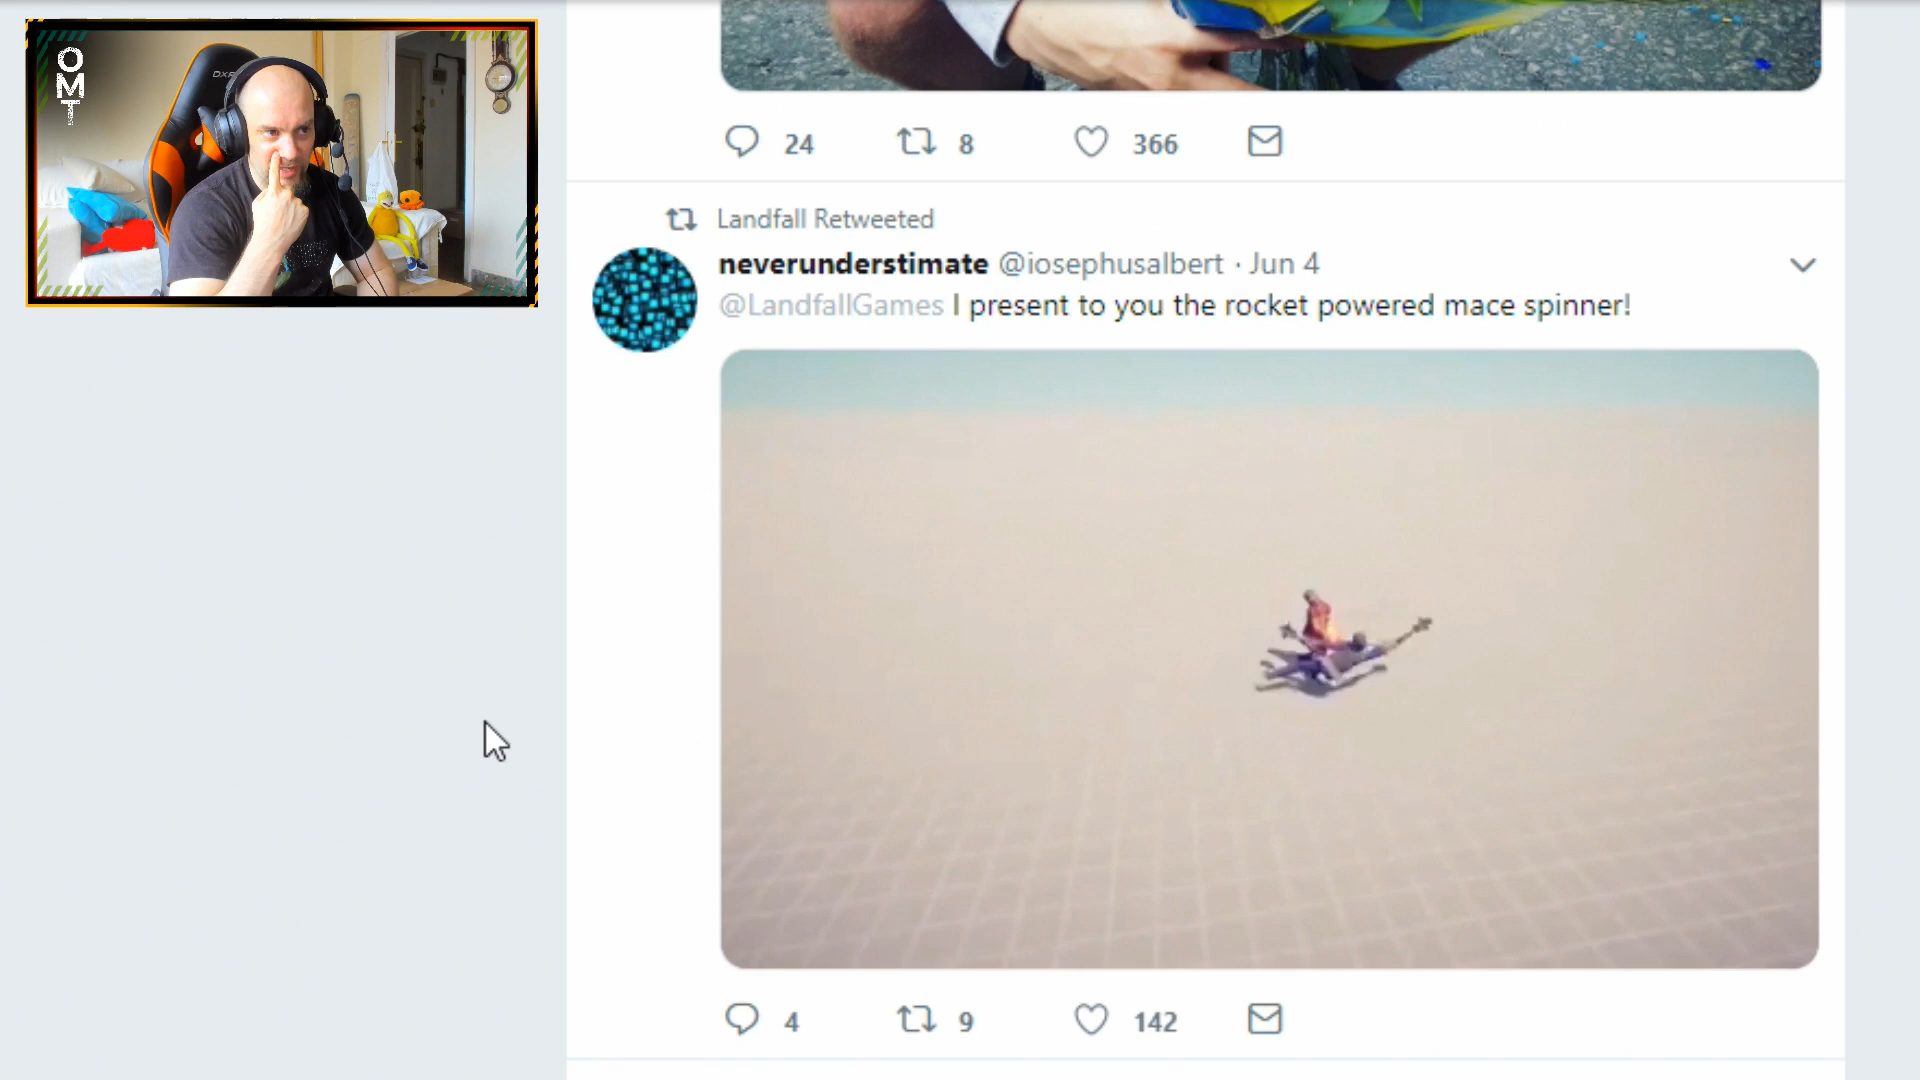 O
M
T
24 8 366
Landfall Retweeted
neverunderstimate @iosephusalbert · Jun 4
@LandfallGames I present to you the rocket powered mace spinner!
4 9 142